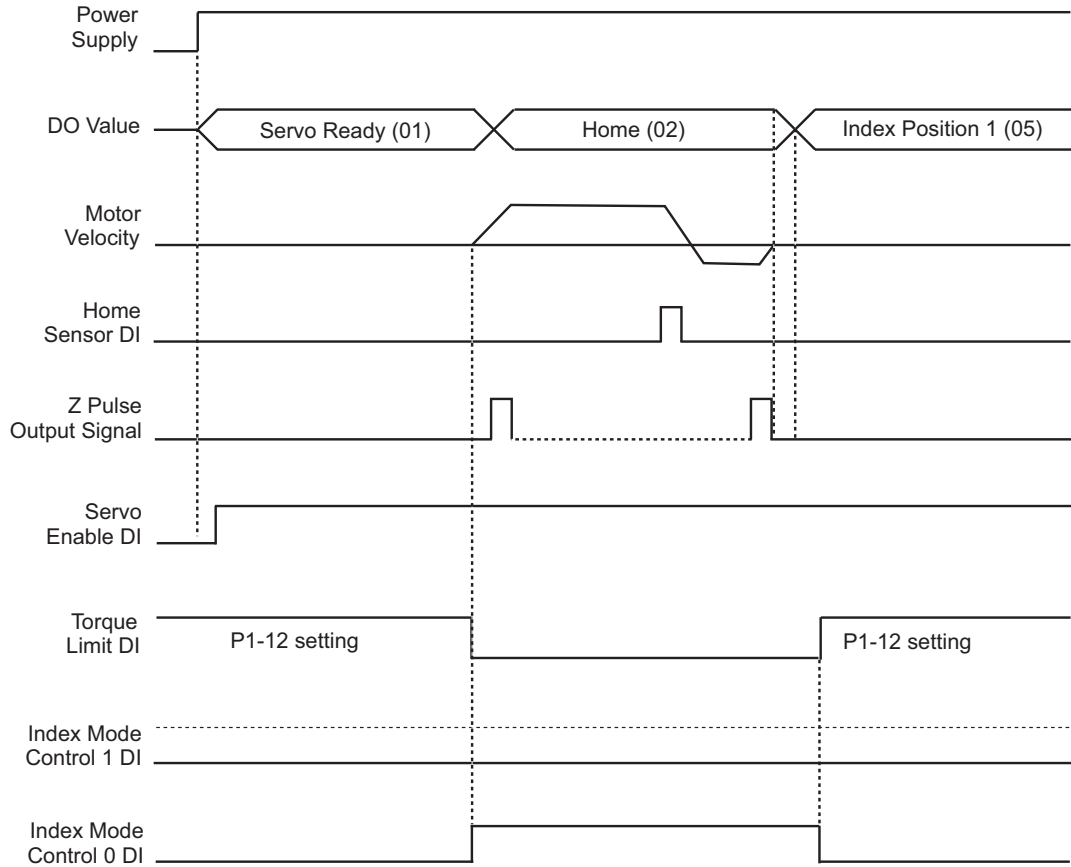 Power
Supply
DO Value
Servo Ready (01)
Home (02)
Index Position 1 (05)
Motor
Velocity
Home
Sensor DI
Z Pulse
Output Signal
Servo
Enable DI
Torque
Limit DI
P1-12 setting
P1-12 setting
Index Mode
Control 1 DI
Index Mode
Control 0 DI